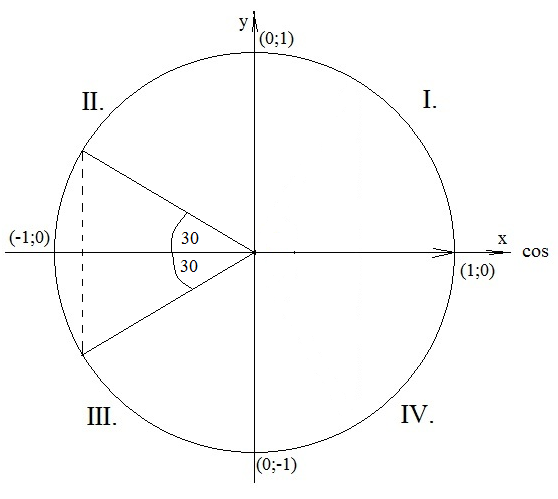 y
(0;1)
II.
I.
(-1;0)
30
x
cos
30
(1;0)
III.
IV.
(0;-1)